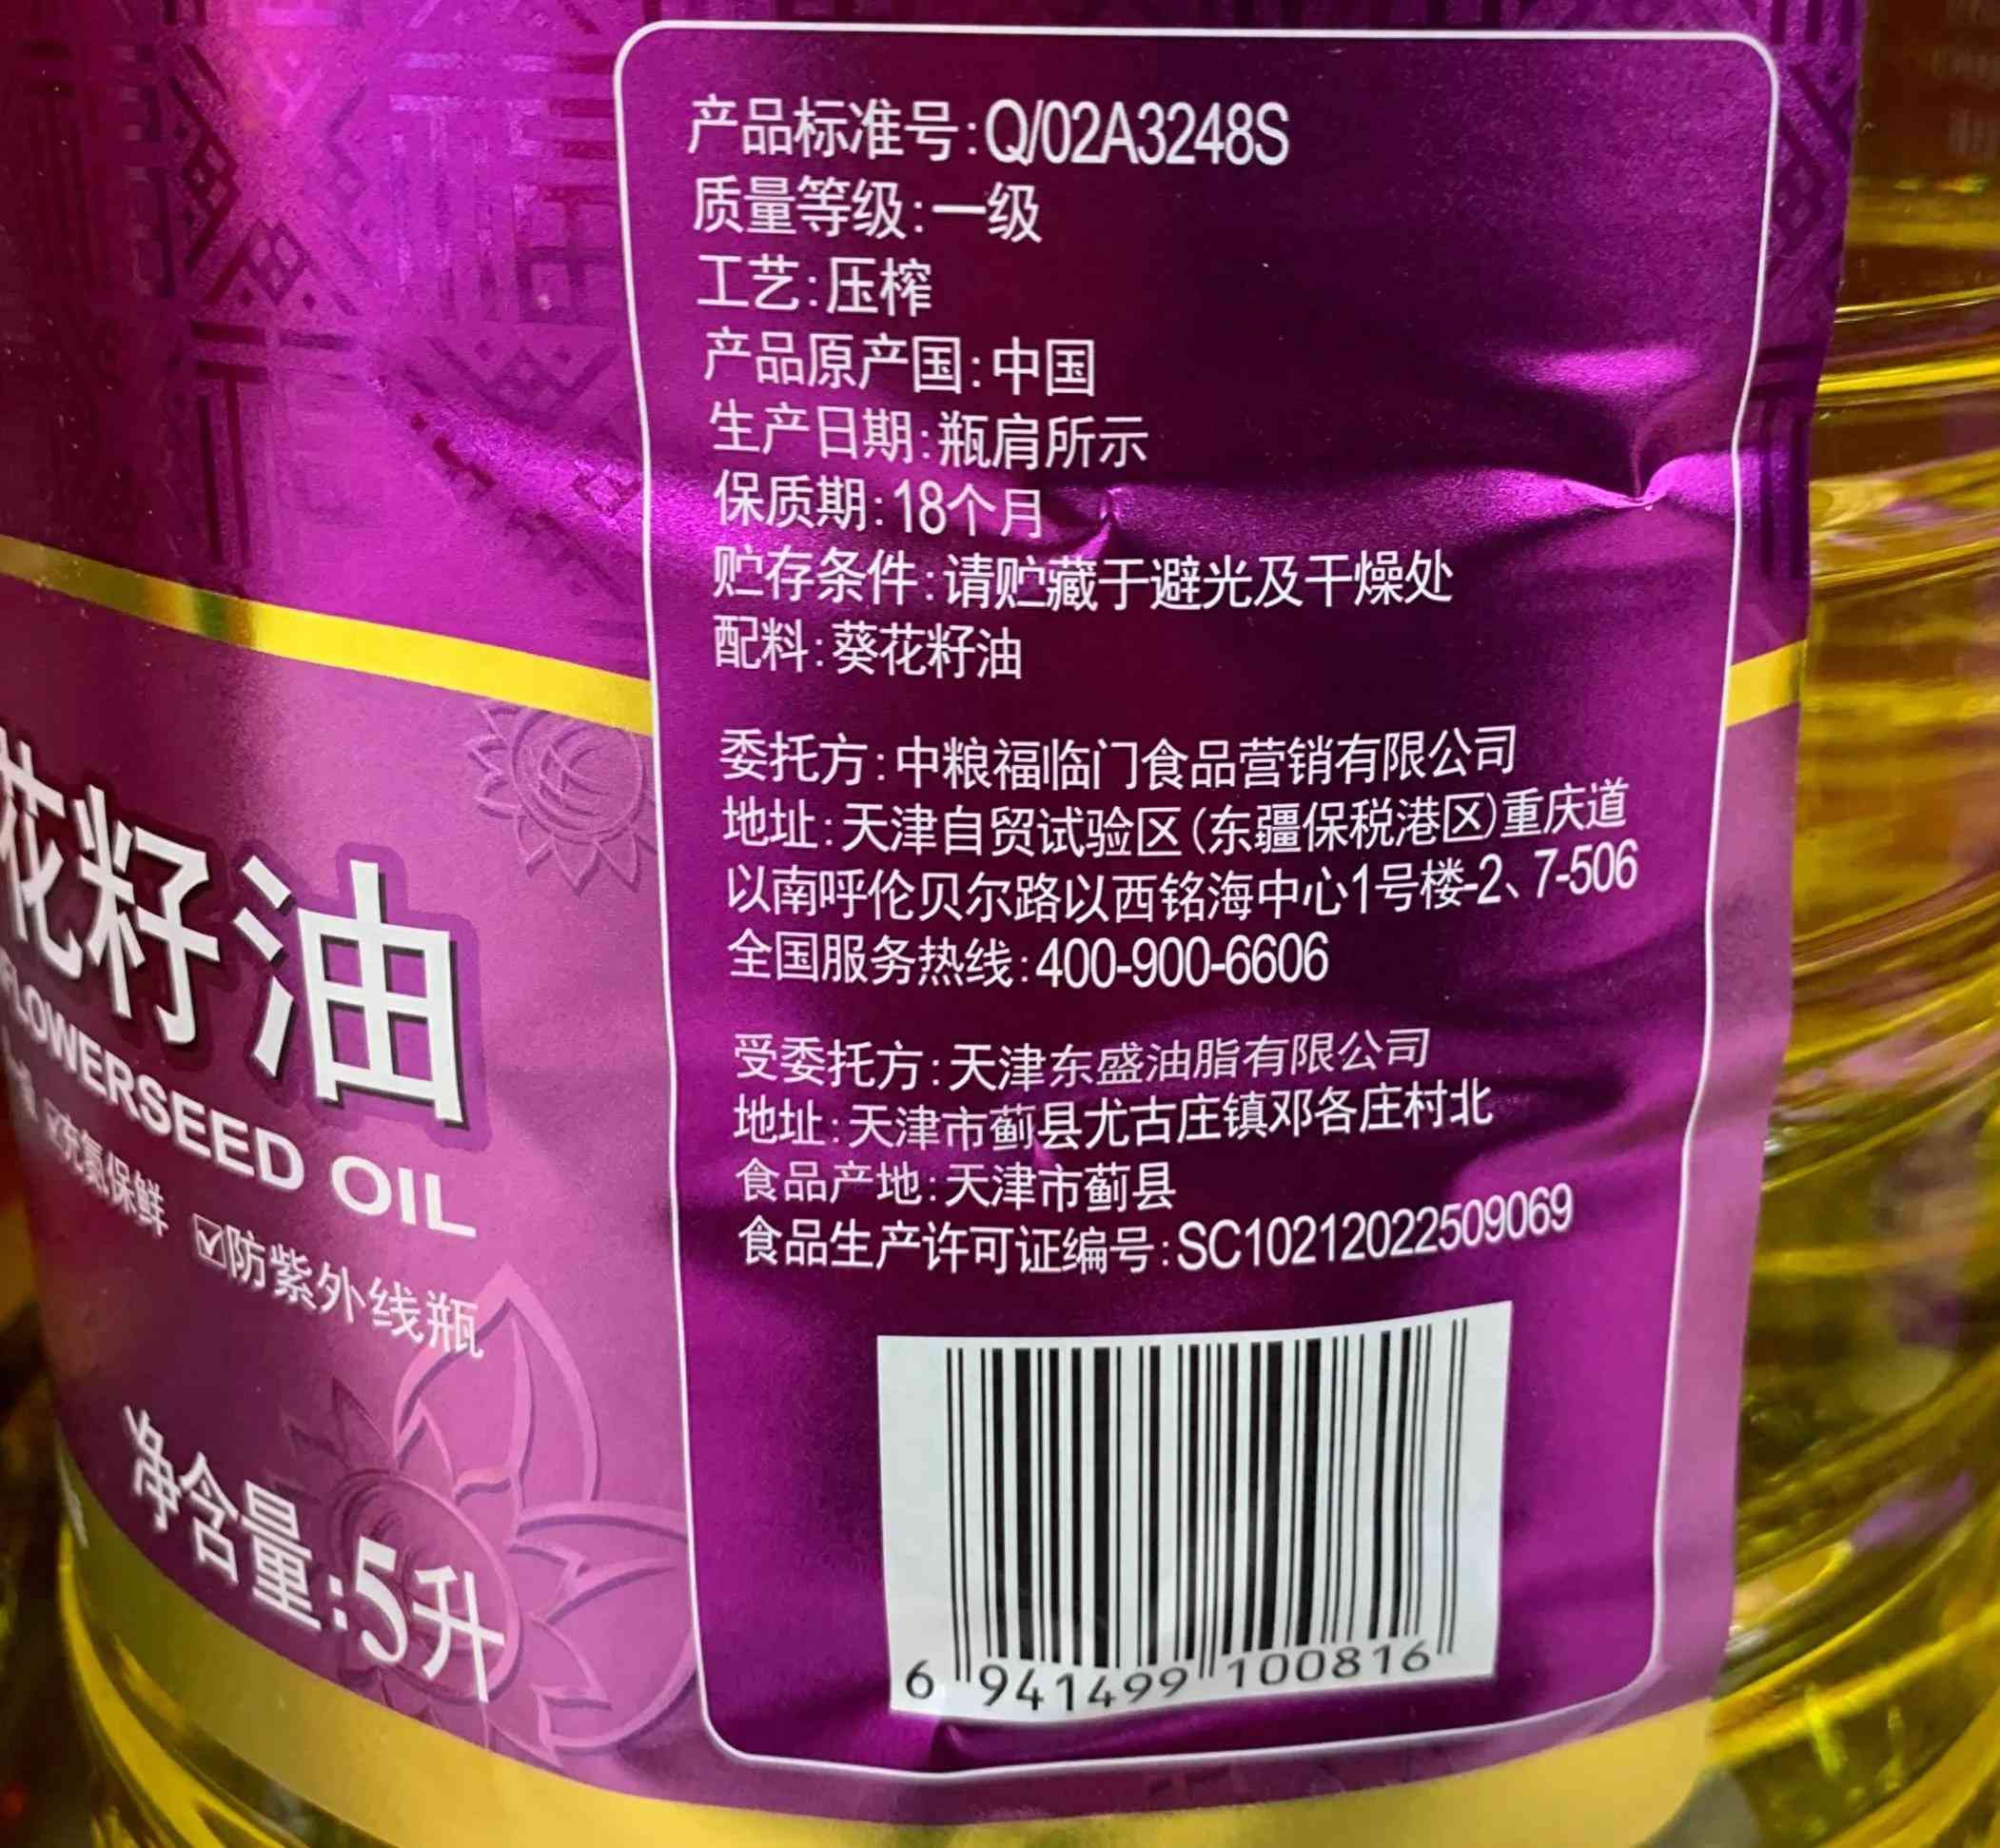 产品标准号:Q/02A3248S
质量等级:一级
工艺:压榨
产品原产国:中国
生产日期:瓶肩所示
保质期:18个月
贮存条件:请贮藏于避光及干燥处
配料:葵花籽油
委托方:中粮福临门食品营销有限公司
地址:天津自贸试验区(东疆保税港区)重庆道
以南呼伦贝尔路以西铭海中心1号楼-2、7-506
全国服务热线:400-900-6606
受委托方:天津东盛油脂有限公司
地址:天津市蓟县尤古庄镇邓各庄村北
食品产地:天津市蓟县
食品生产许可证编号:SC10212022509069
6 941499 100816
花籽油
FLOWERSEED OIL
☑充氮保鲜 ☑防紫外线瓶
净含量:5升